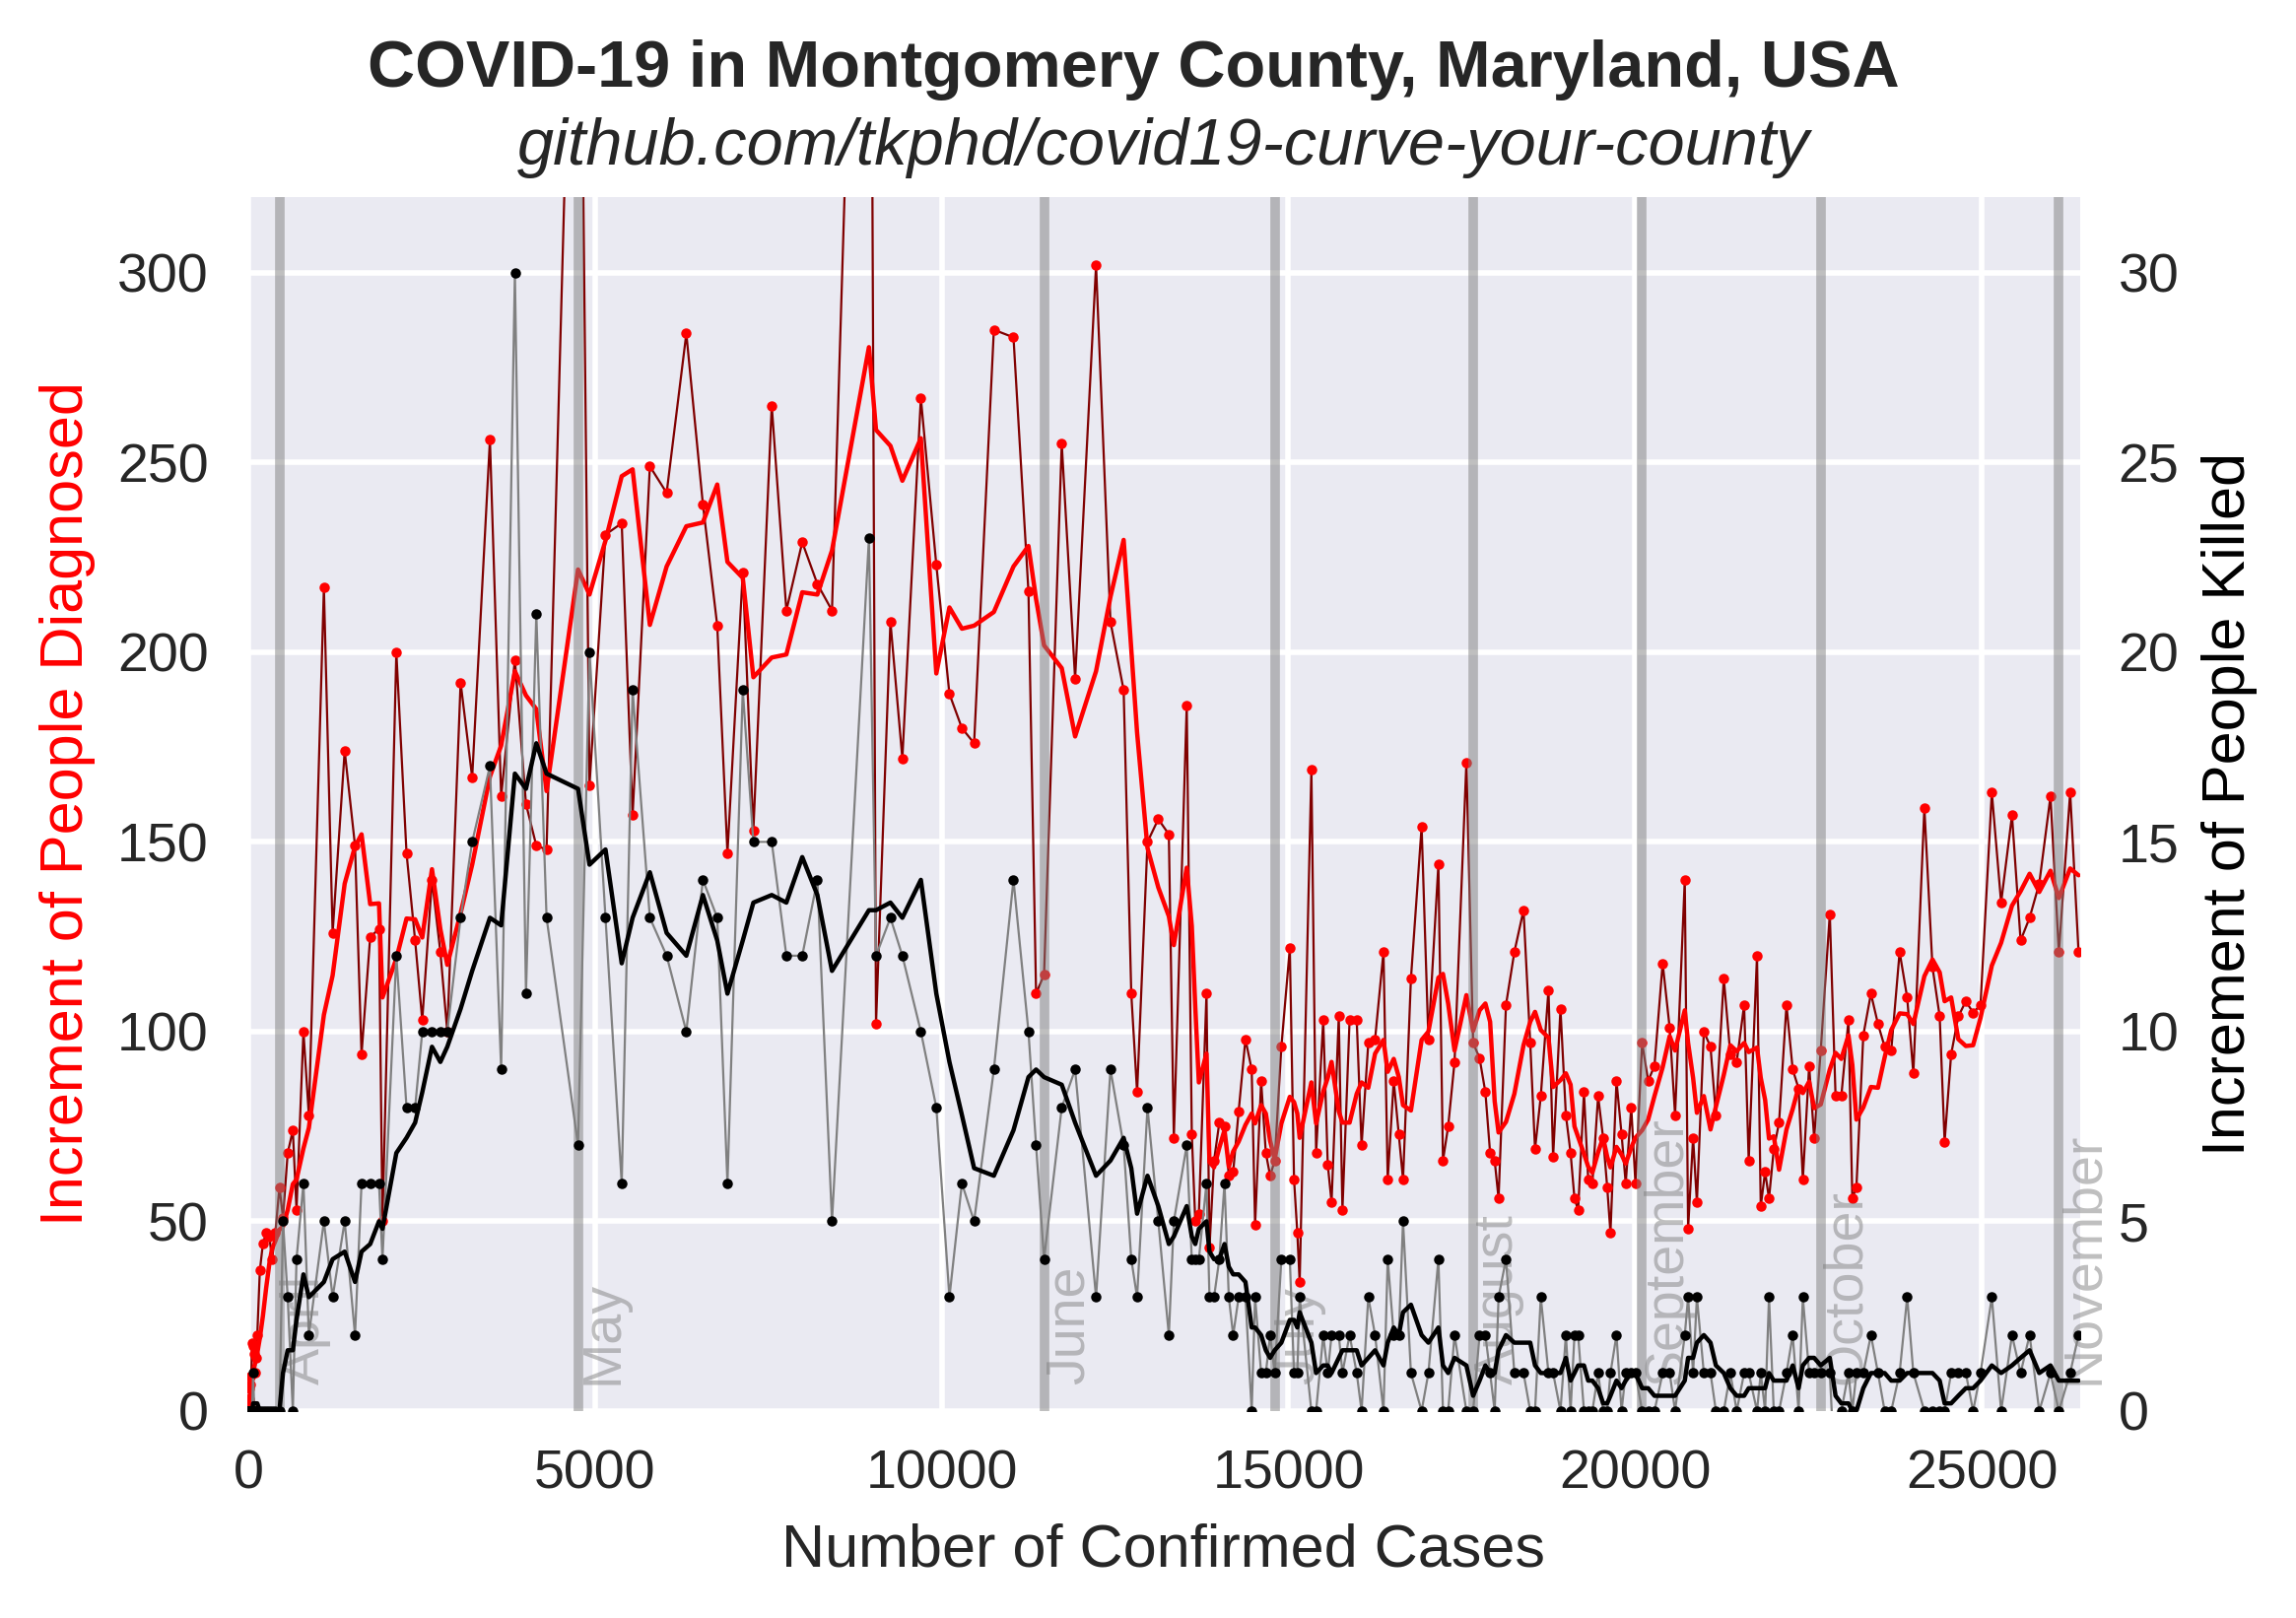 COVID-19 in Montgomery County, Maryland, USA
github.com/tkphd/covid19-curve-your-county
Increment of People Diagnosed
300
250
200
150
100
50
0
April
May
June
July
August
September
October
November
30
25
20
15
10
5
0
Increment of People Killed
0
5000
10000
15000
20000
25000
Number of Confirmed Cases